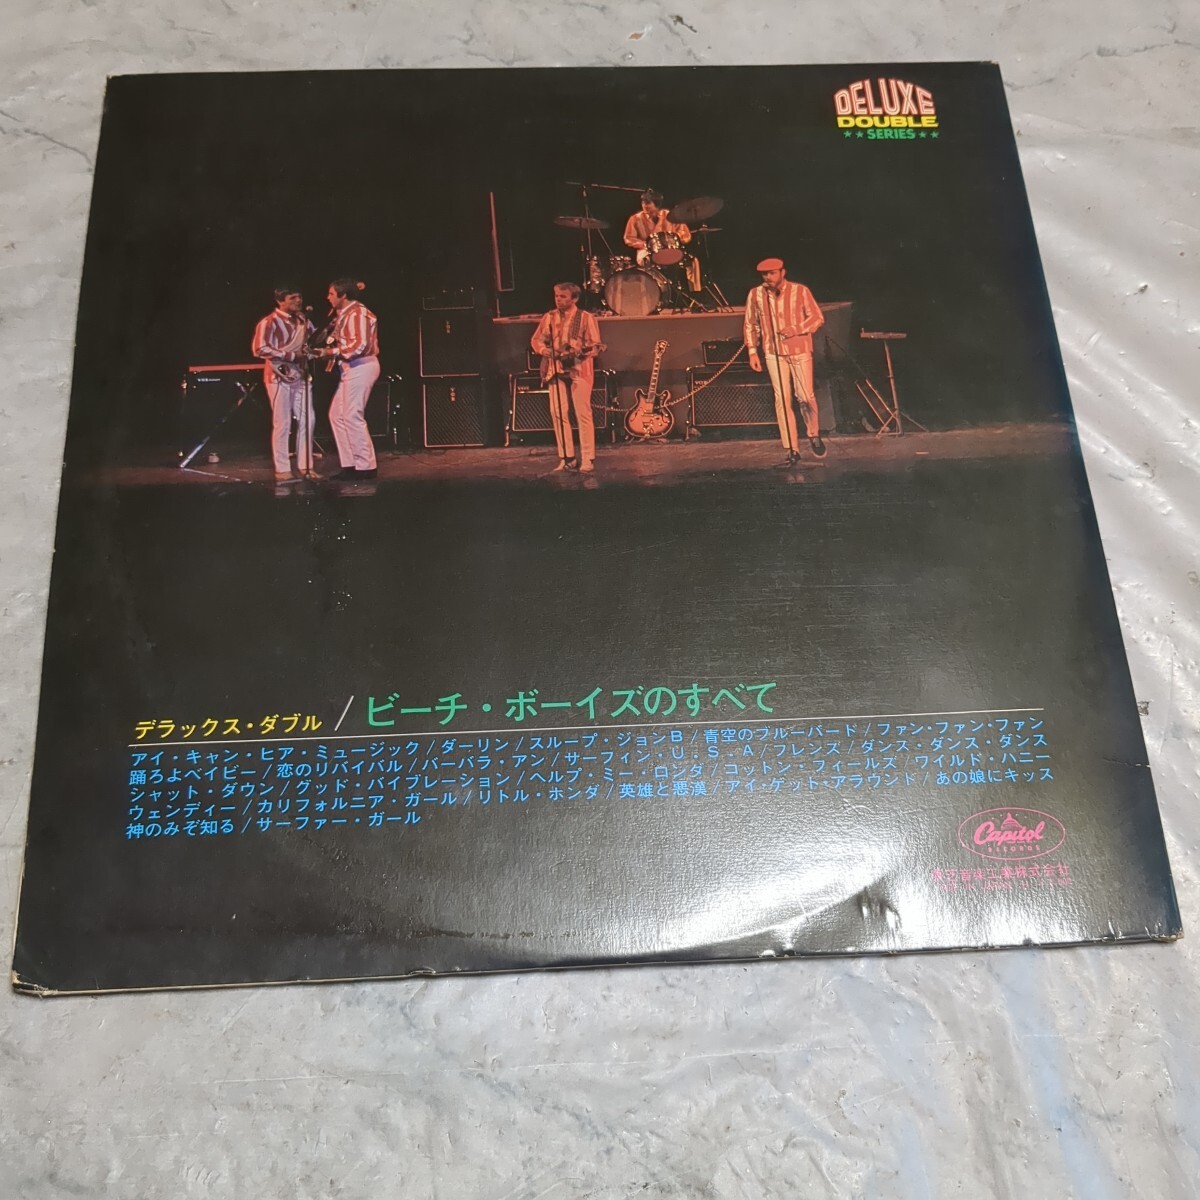 DELUXE
DOUBLE
★★SERIES★★
デラックス・ダブル / ビーチ・ボーイズのすべて
アイ・キャン・ヒア・ミュージック/ダーリン/スループ・ジョンB/青空のブルーバード/ファン・ファン・ファン
踊ろよベイビー/恋のリバイバル/バーバラ・アン/サーフィン・U・S・A/フレンズ/ダンス・ダンス・ダンス
シャット・ダウン/グッド・バイブレーション/ヘルプ・ミー・ロンダ/コットン・フィールズ/ワイルド・ハニー
ウェンディー/カリフォルニア・ガール/リトル・ホンダ/英雄と悪漢/アイ・ゲット・アラウンド/あの娘にキッス
神のみぞ知る/サーファー・ガール
Capitol
RECORDS
東芝音楽工業株式会社